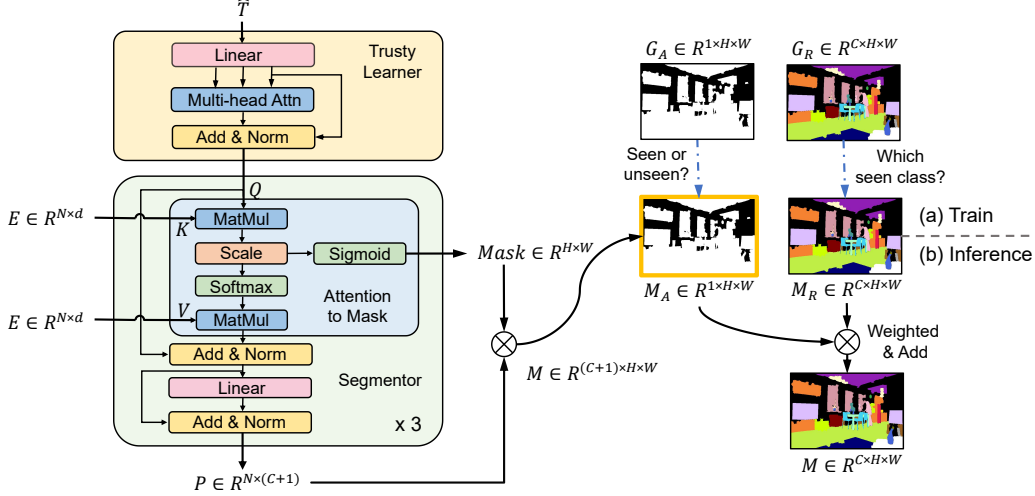 T̂
Trusty
Learner
Linear
Multi-head Attn
Add & Norm
Q
E ∈ R^{N×d}
K
MatMul
Scale
Sigmoid
Mask ∈ R^{H×W}
Softmax
Attention
to Mask
E ∈ R^{N×d}
V
MatMul
Add & Norm
Segmentor
Linear
Add & Norm
x 3
P ∈ R^{N×(C+1)}
M ∈ R^{(C+1)×H×W}
G_A ∈ R^{1×H×W}
G_R ∈ R^{C×H×W}
Seen or
unseen?
Which
seen class?
(a) Train
(b) Inference
M_A ∈ R^{1×H×W}
M_R ∈ R^{C×H×W}
Weighted
& Add
M ∈ R^{C×H×W}